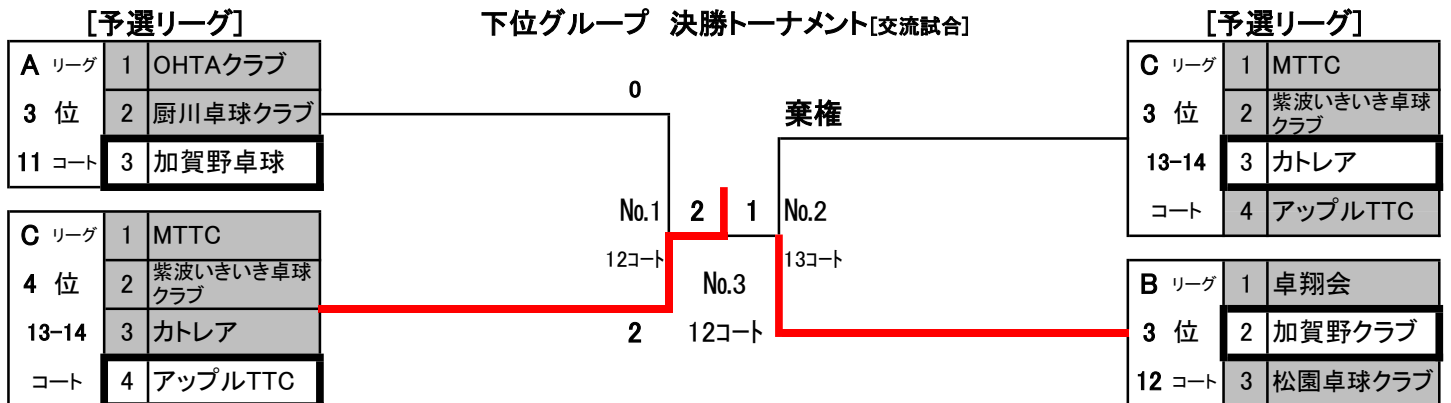 [予選リーグ] 下位グループ 決勝トーナメント[交流試合] [予選リーグ]
A リーグ 1 OHTAクラブ
3 位 2 厨川卓球クラブ
11 コート 3 加賀野卓球
C リーグ 1 MTTC
4 位 2 紫波いきいき卓球
クラブ
13-14 3 カトレア
コート 4 アップルTTC
0
棄権
No.1 2 1 No.2
12コート 13コート
No.3
2 12コート
C リーグ 1 MTTC
3 位 2 紫波いきいき卓球
クラブ
13-14 3 カトレア
コート 4 アップルTTC
B リーグ 1 卓翔会
3 位 2 加賀野クラブ
12 コート 3 松園卓球クラブ